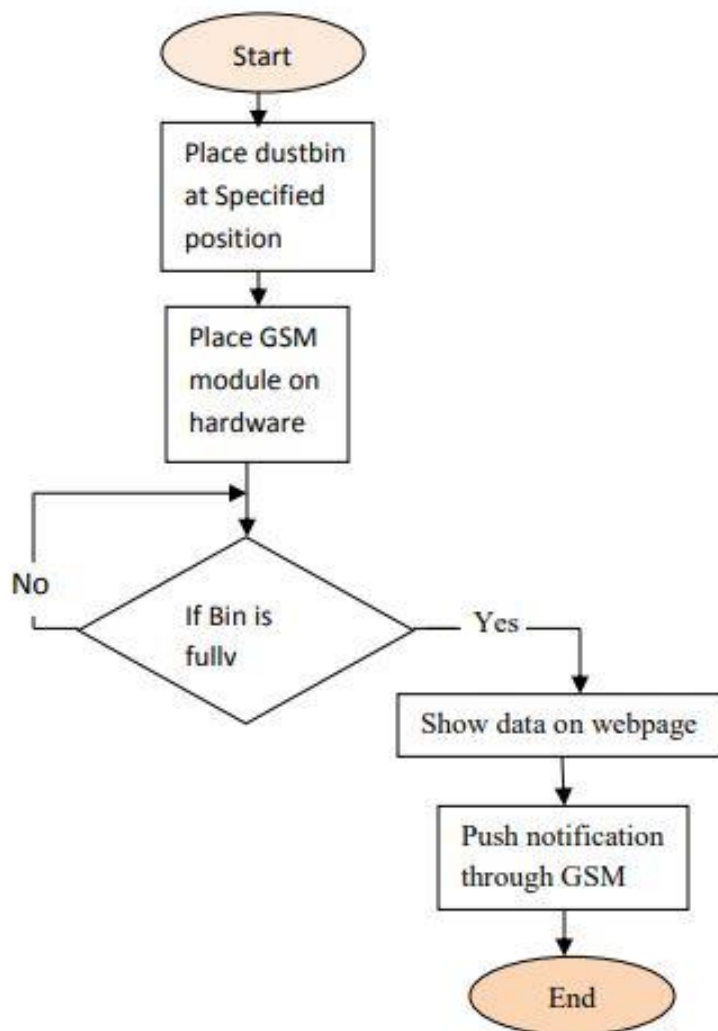 Start
Place dustbin
at Specified
position
Place GSM
module on
hardware
No
If Bin is
fully
Yes
Show data on webpage
Push notification
through GSM
End